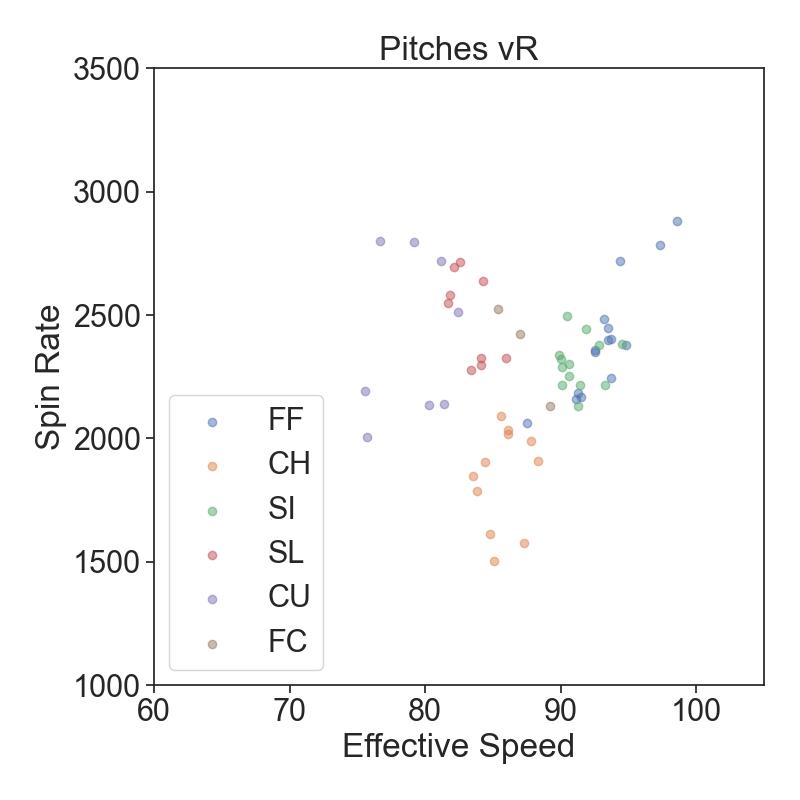 Pitches vR
3500
3000
2500
2000
1500
1000
Spin Rate
FF
CH
SI
SL
CU
FC
60 70 80 90 100
Effective Speed